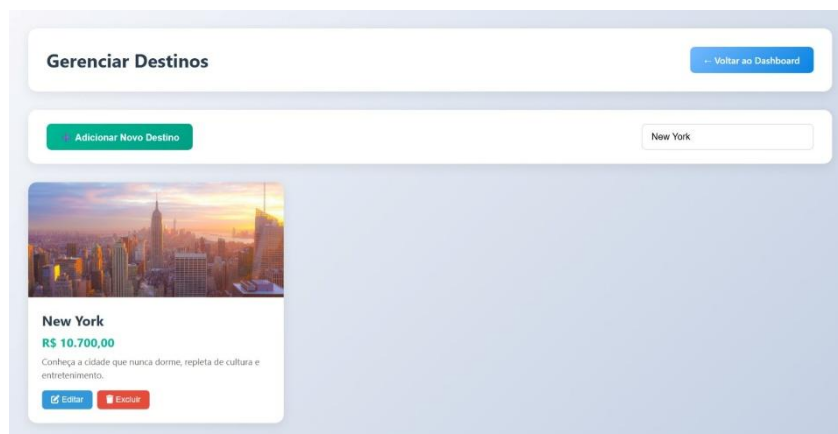 Gerenciar Destinos
← Voltar ao Dashboard
Adicionar Novo Destino
New York
New York
R$ 10.700,00
Conheça a cidade que nunca dorme, repleta de cultura e
entretenimento.
Editar
Excluir